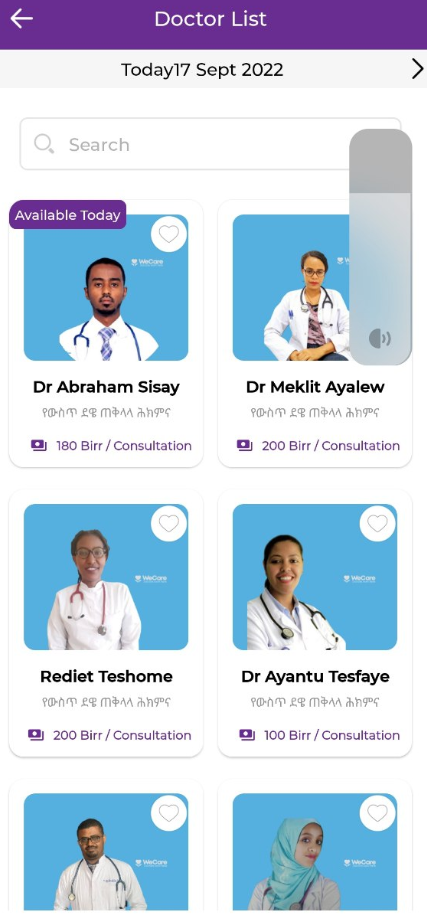 Doctor List
Today17 Sept 2022
Search
Available Today
WeCare
WeCare
Dr Abraham Sisay
Dr Meklit Ayalew
የውስጥ ደዌ ጠቅላላ ሕክምና
የውስጥ ደዌ ጠቅላላ ሕክምና
180 Birr / Consultation
200 Birr / Consultation
WeCare
WeCare
Rediet Teshome
Dr Ayantu Tesfaye
የውስጥ ደዌ ጠቅላላ ሕክምና
የውስጥ ደዌ ጠቅላላ ሕክምና
200 Birr / Consultation
100 Birr / Consultation
WeCare
WeCare